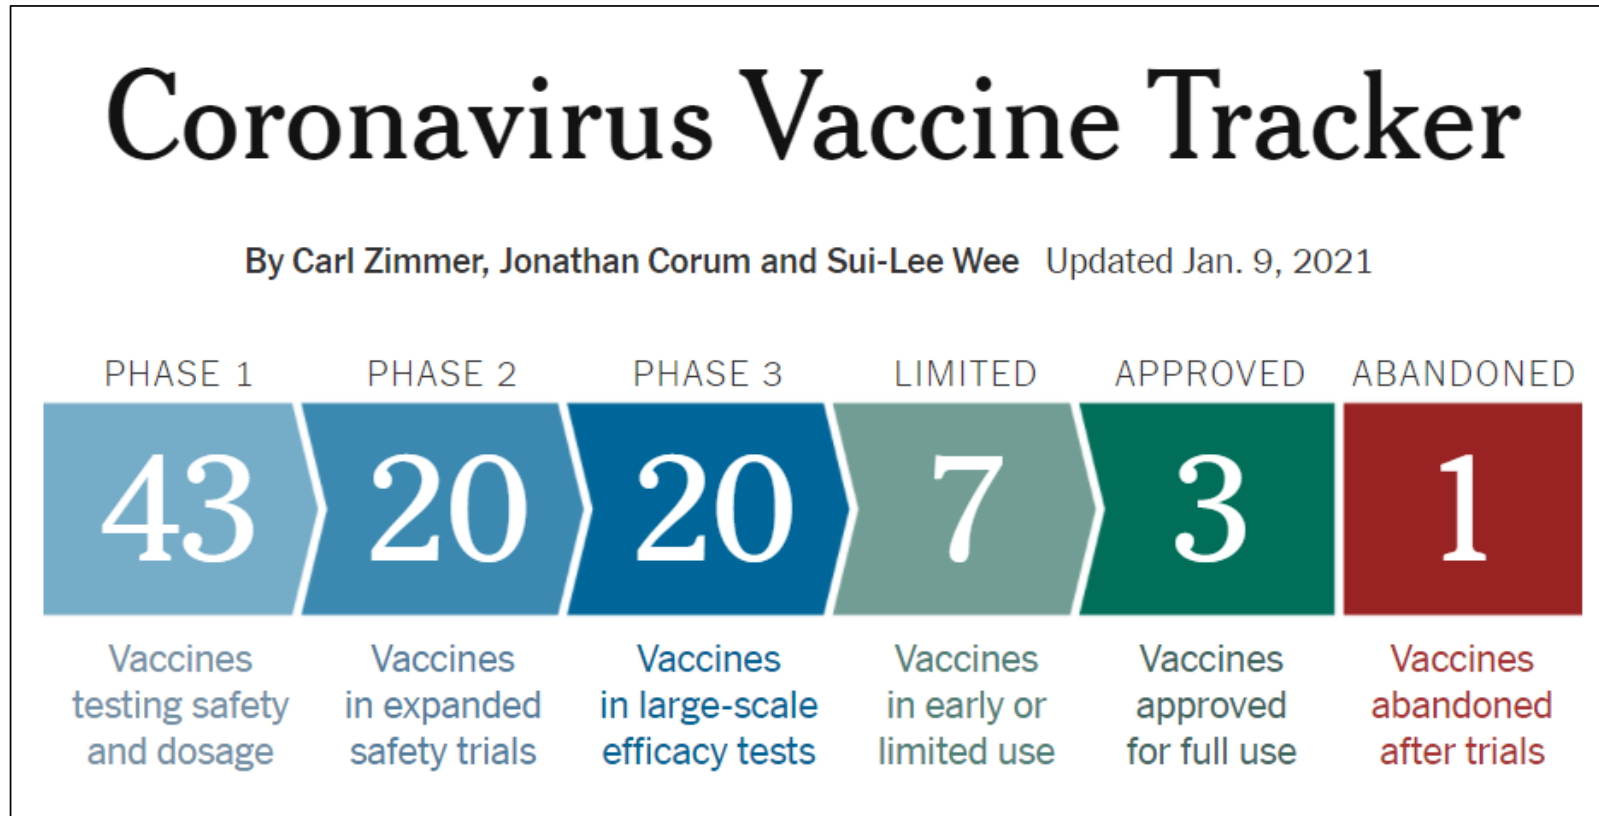 Coronavirus Vaccine Tracker
By Carl Zimmer, Jonathan Corum and Sui-Lee Wee Updated Jan. 9, 2021
PHASE 1 PHASE 2 PHASE 3 LIMITED APPROVED ABANDONED
43 20 20 7 3 1
Vaccines Vaccines Vaccines Vaccines Vaccines Vaccines
testing safety in expanded in large-scale in early or approved abandoned
and dosage safety trials efficacy tests limited use for full use after trials